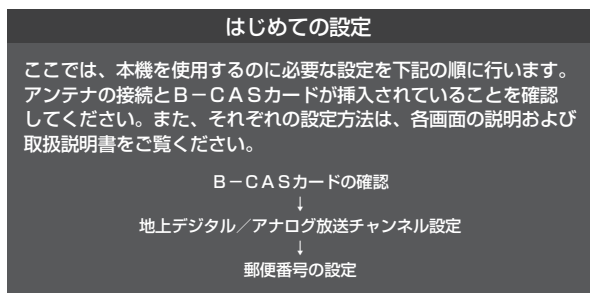 はじめての設定
ここでは、本機を使用するのに必要な設定を下記の順に行います。
アンテナの接続とB－CASカードが挿入されていることを確認
してください。また、それぞれの設定方法は、各画面の説明および
取扱説明書をご覧ください。
B－CASカードの確認
↓
地上デジタル／アナログ放送チャンネル設定
↓
郵便番号の設定